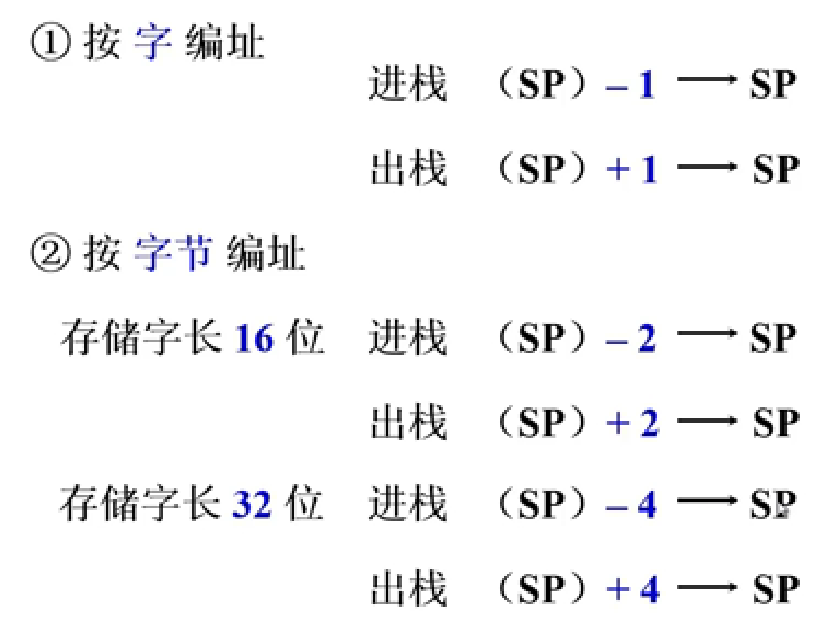 ① 按 字 编址
进栈 （SP）– 1 ⟶ SP
出栈 （SP）+ 1 ⟶ SP
② 按 字节 编址
存储字长 16 位 进栈 （SP）– 2 ⟶ SP
出栈 （SP）+ 2 ⟶ SP
存储字长 32 位 进栈 （SP）– 4 ⟶ SP
出栈 （SP）+ 4 ⟶ SP